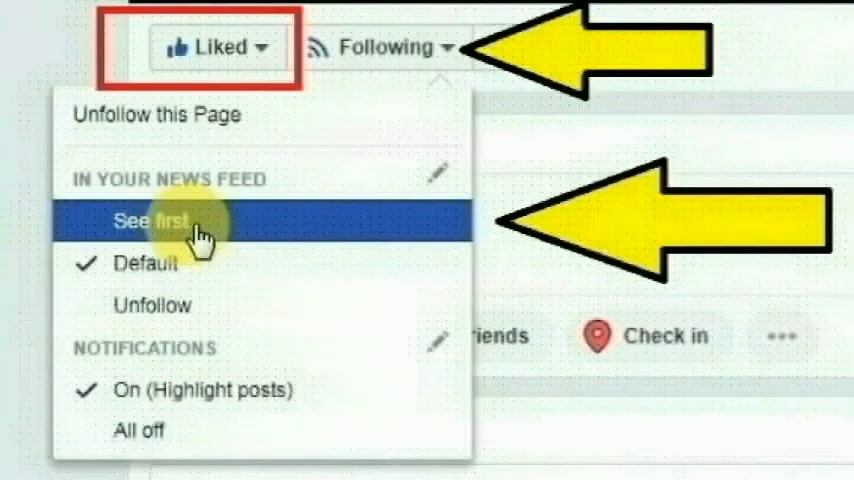 Liked Following
Unfollow this Page
IN YOUR NEWS FEED
See first
Default
Unfollow
riends Check in
NOTIFICATIONS
On (Highlight posts)
All off